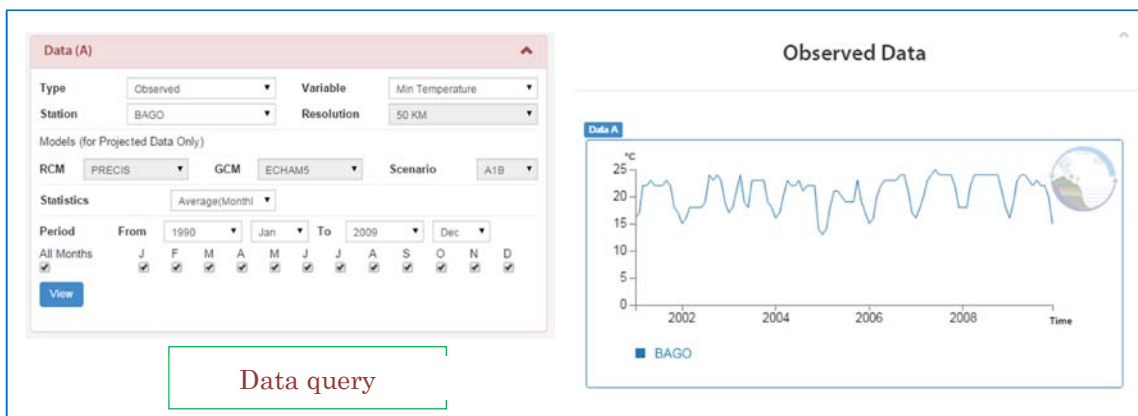 Data (A)
Type Observed Variable Min Temperature
Station BAGO Resolution 50 KM
Models (for Projected Data Only)
RCM PRECIS GCM ECHAM5 Scenario A1B
Statistics Average(Monthl
Period From 1990 Jan To 2009 Dec
All Months J F M A M J J A S O N D
View
Data query
Observed Data
Data A
°C
25
20
15
10
5
0
2002 2004 2006 2008 Time
BAGO